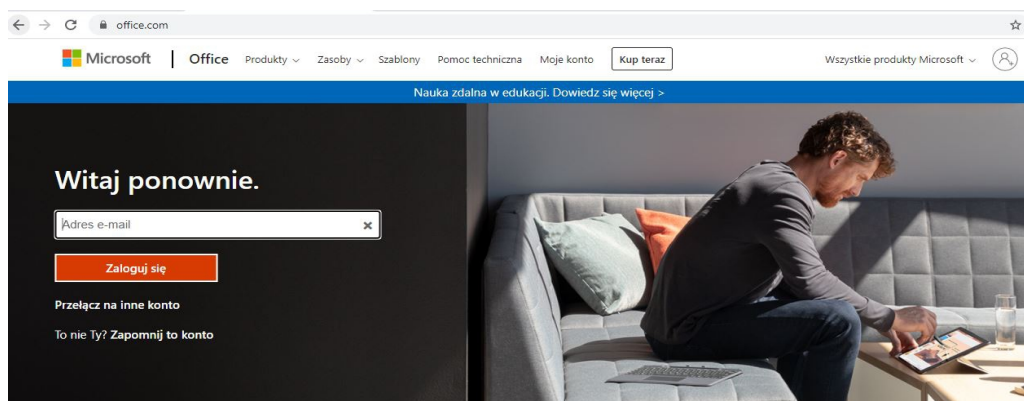 office.com
Microsoft Office Produkty Zasoby Szablony Pomoc techniczna Moje konto Kup teraz Wszystkie produkty Microsoft
Nauka zdalna w edukacji. Dowiedz się więcej >
Witaj ponownie.
Adres e-mail
Zaloguj się
Przełącz na inne konto
To nie Ty? Zapomnij to konto